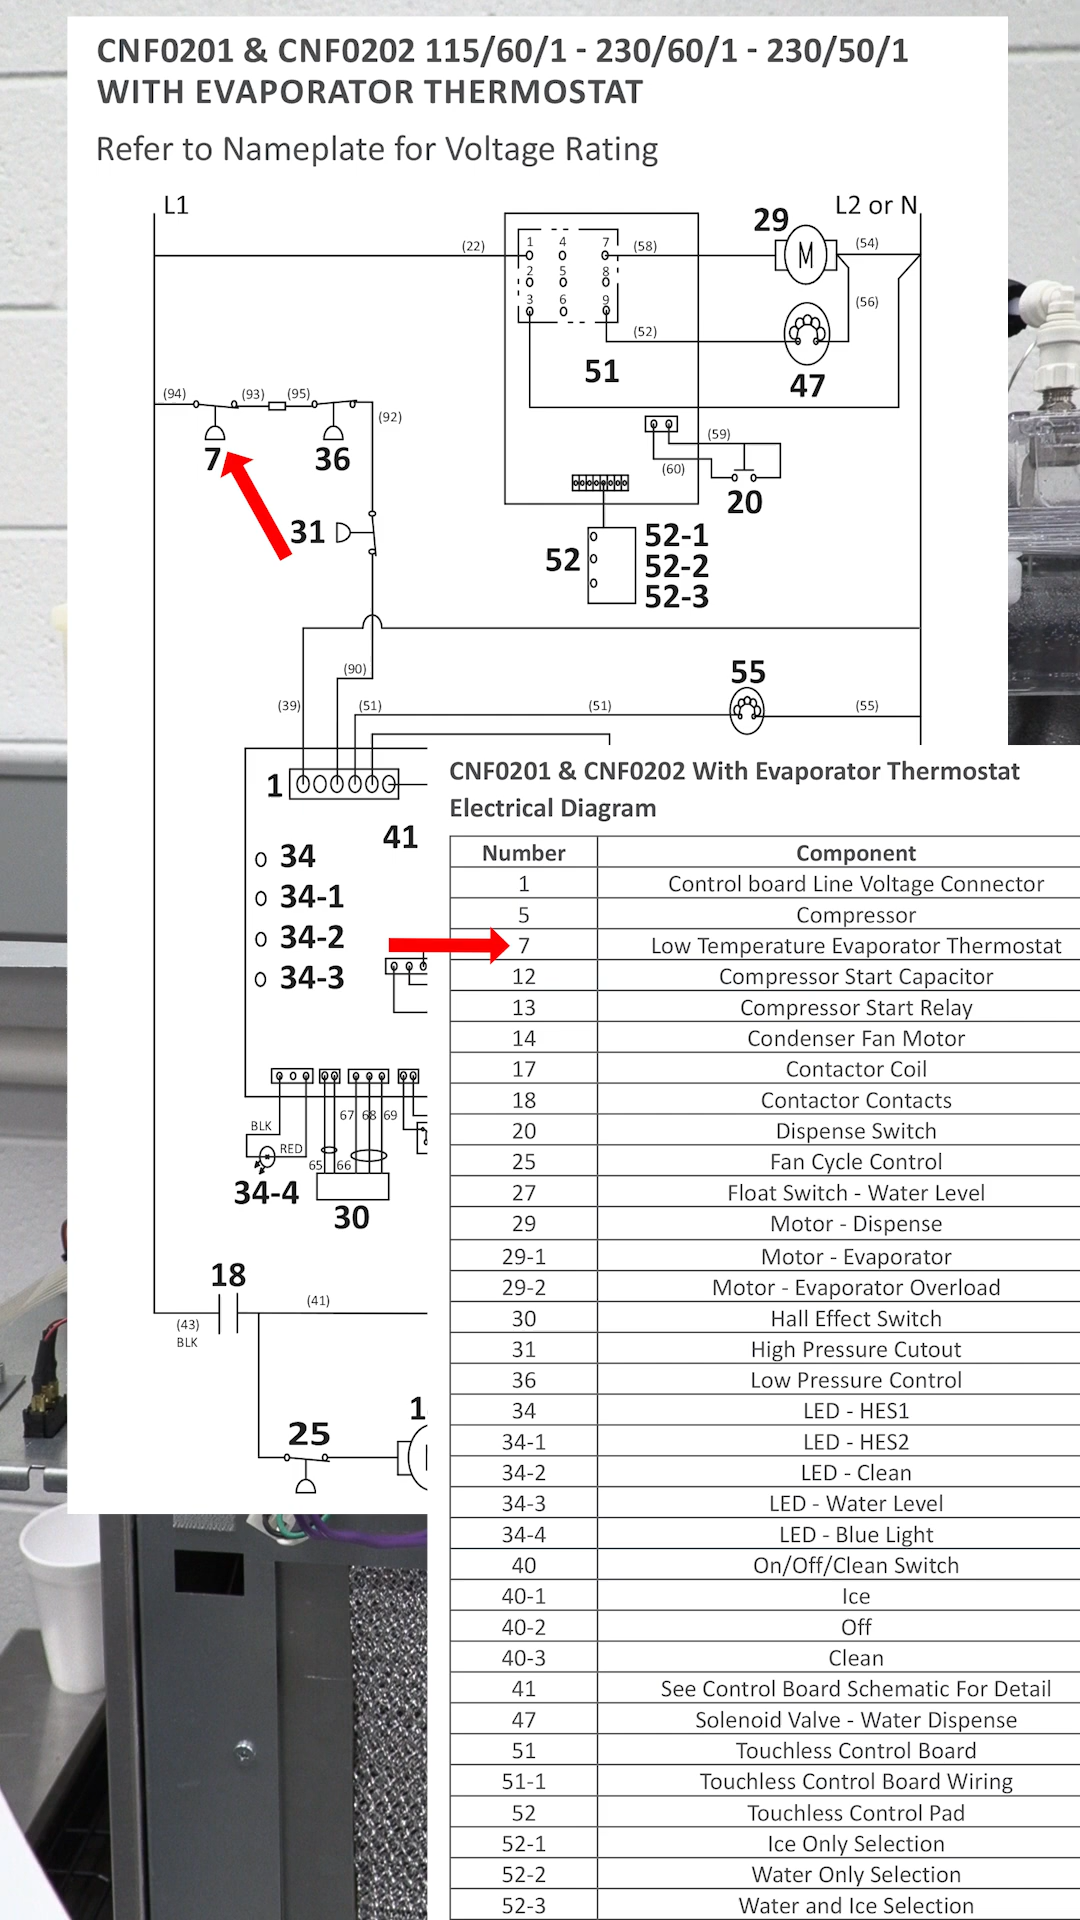 CNF0201 & CNF0202 115/60/1 - 230/60/1 - 230/50/1
WITH EVAPORATOR THERMOSTAT
Refer to Nameplate for Voltage Rating
L1
L2 or N
29
(22)
1 4 7
(58)
M
(54)
2 5 8
3 6 9
(56)
(52)
51
47
(94) (93) (95)
(92)
7
36
(59)
(60)
20
31
52
52-1
52-2
52-3
(90)
55
(39)
(51)
(51)
(55)
1
41
34
34-1
34-2
34-3
67 68 69
BLK
RED
65 66
34-4
30
18
(41)
(43)
BLK
25
CNF0201 & CNF0202 With Evaporator Thermostat
Electrical Diagram
Number Component
1 Control board Line Voltage Connector
5 Compressor
7 Low Temperature Evaporator Thermostat
12 Compressor Start Capacitor
13 Compressor Start Relay
14 Condenser Fan Motor
17 Contactor Coil
18 Contactor Contacts
20 Dispense Switch
25 Fan Cycle Control
27 Float Switch - Water Level
29 Motor - Dispense
29-1 Motor - Evaporator
29-2 Motor - Evaporator Overload
30 Hall Effect Switch
31 High Pressure Cutout
36 Low Pressure Control
34 LED - HES1
34-1 LED - HES2
34-2 LED - Clean
34-3 LED - Water Level
34-4 LED - Blue Light
40 On/Off/Clean Switch
40-1 Ice
40-2 Off
40-3 Clean
41 See Control Board Schematic For Detail
47 Solenoid Valve - Water Dispense
51 Touchless Control Board
51-1 Touchless Control Board Wiring
52 Touchless Control Pad
52-1 Ice Only Selection
52-2 Water Only Selection
52-3 Water and Ice Selection